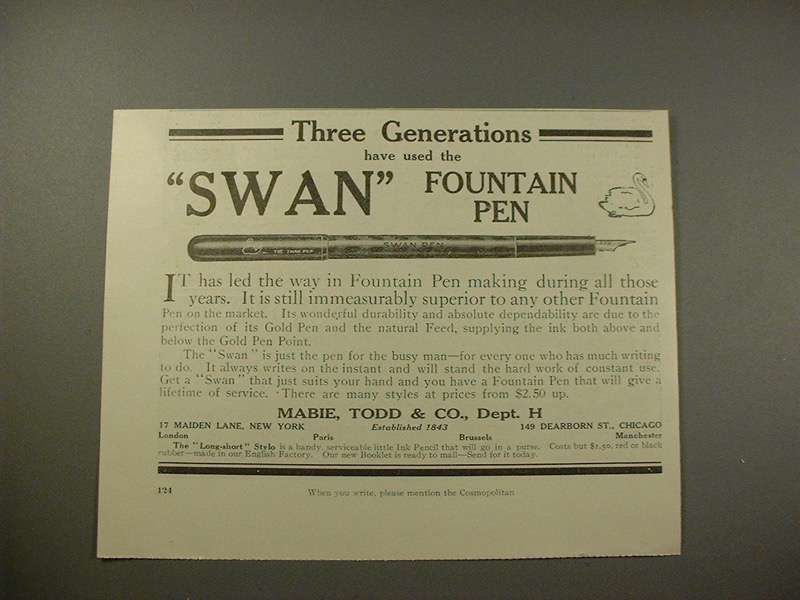 Three Generations
have used the
"SWAN" FOUNTAIN
PEN
THE SWAN PEN
SWAN PEN
IT has led the way in Fountain Pen making during all those
years. It is still immeasurably superior to any other Fountain
Pen on the market. Its wonderful durability and absolute dependability are due to the
perfection of its Gold Pen and the natural Feed, supplying the ink both above and
below the Gold Pen Point.
The "Swan" is just the pen for the busy man—for every one who has much writing
to do. It always writes on the instant and will stand the hard work of constant use.
Get a "Swan" that just suits your hand and you have a Fountain Pen that will give a
lifetime of service. There are many styles at prices from $2.50 up.
MABIE, TODD & CO., Dept. H
17 MAIDEN LANE, NEW YORK Established 1843 149 DEARBORN ST., CHICAGO
London Paris Brussels Manchester
The "Long-short" Stylo is a handy, serviceable little Ink Pencil that will go in a purse. Costs but $1.50, red or black
rubber—made in our English Factory. Our new Booklet is ready to mail—Send for it today.
124 When you write, please mention the Cosmopolitan